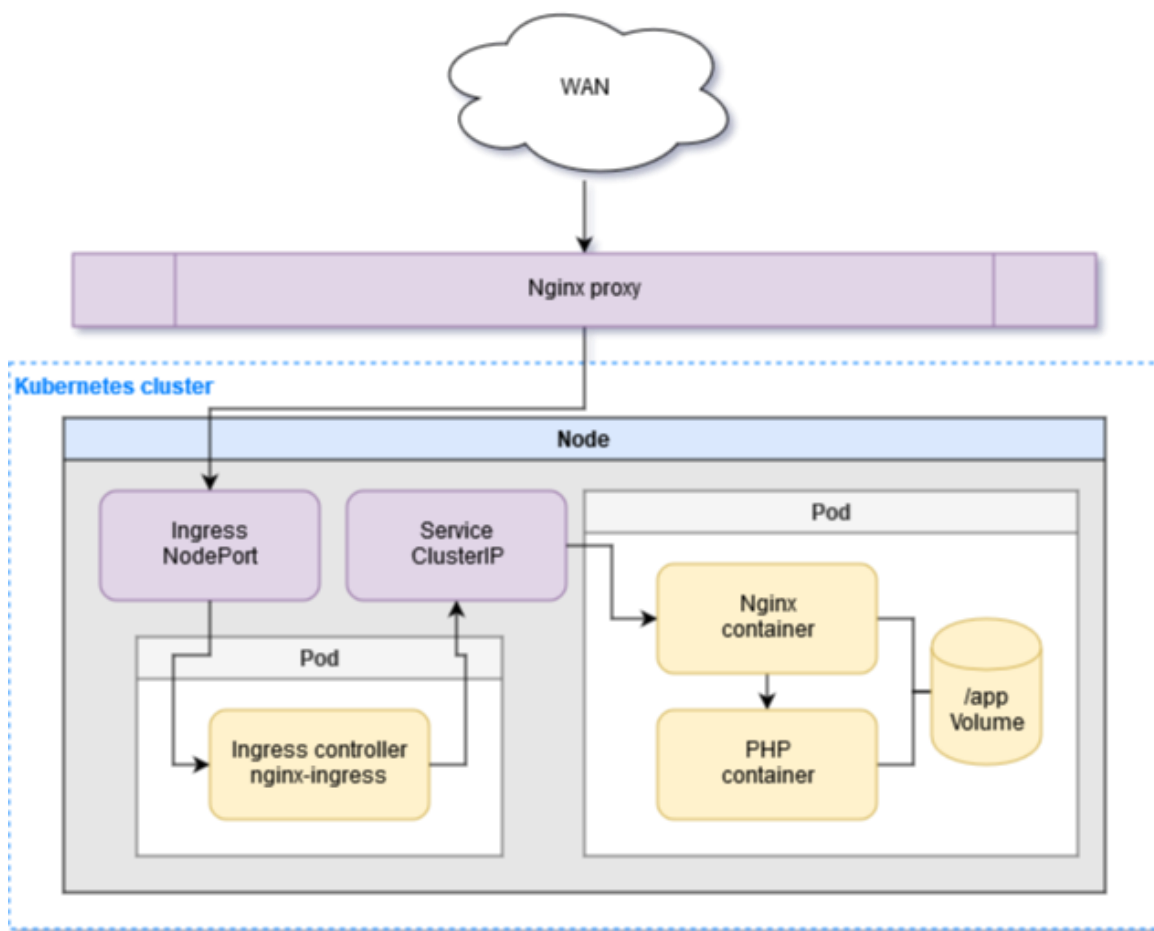 WAN
Nginx proxy
Kubernetes cluster
Node
Ingress
NodePort
Service
ClusterIP
Pod
Nginx
container
Pod
/app
Volume
Ingress controller
nginx-ingress
PHP
container